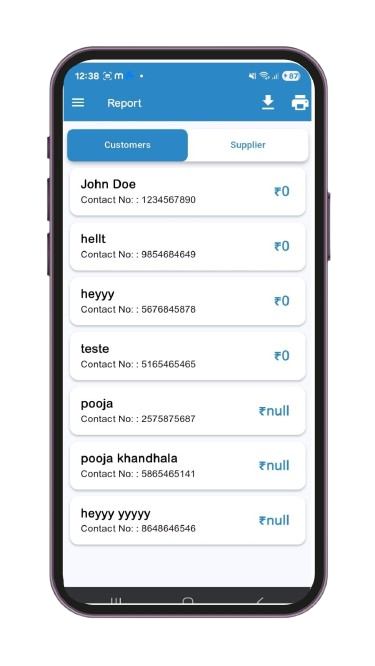 12:38 m 87
Report
Customers Supplier
John Doe ₹0
Contact No: : 1234567890
hellt ₹0
Contact No: : 9854684649
heyyy ₹0
Contact No: : 5676845878
teste ₹0
Contact No: : 5165465465
pooja ₹null
Contact No: : 2575875687
pooja khandhala ₹null
Contact No: : 5865465141
heyyy yyyyy ₹null
Contact No: : 8648646546